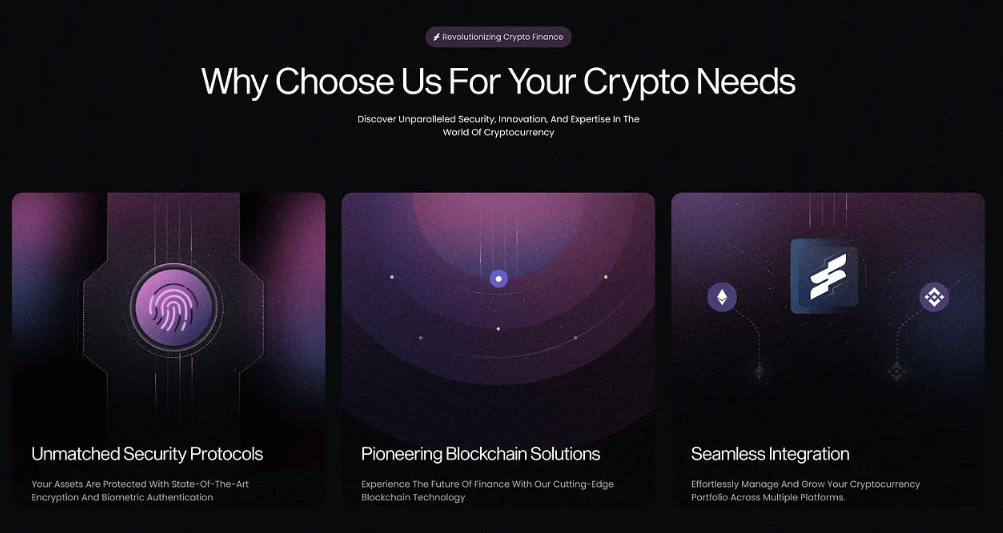 Revolutionizing Crypto Finance
Why Choose Us For Your Crypto Needs
Discover Unparalleled Security, Innovation, And Expertise In The
World Of Cryptocurrency
Unmatched Security Protocols
Your Assets Are Protected With State-Of-The-Art
Encryption And Biometric Authentication
Pioneering Blockchain Solutions
Experience The Future Of Finance With Our Cutting-Edge
Blockchain Technology
Seamless Integration
Effortlessly Manage And Grow Your Cryptocurrency
Portfolio Across Multiple Platforms.